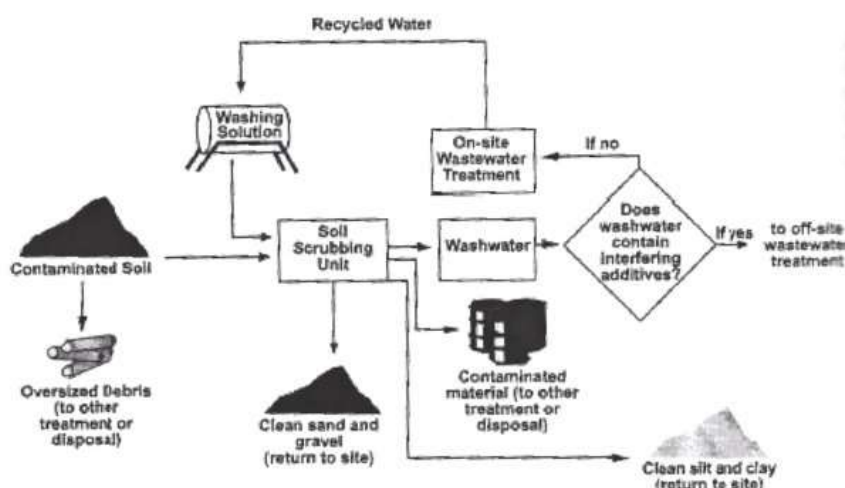 Recycled Water
Washing
Solution
On-site
Wastewater
Treatment
If no
Contaminated Soil
Soil
Scrubbing
Unit
Washwater
Does
washwater
contain
interfering
additives?
If yes
to off-site
wastewater
treatment
Oversized Debris
(to other
treatment or
disposal)
Clean sand and
gravel
(return to site)
Contaminated
material (to other
treatment or
disposal)
Clean silt and clay
(return to site)